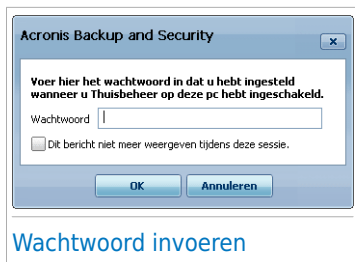 Acronis Backup and Security
Voer hier het wachtwoord in dat u hebt ingesteld
wanneer u Thuisbeheer op deze pc hebt ingeschakeld.
Wachtwoord
Dit bericht niet meer weergeven tijdens deze sessie.
OK Annuleren
Wachtwoord invoeren